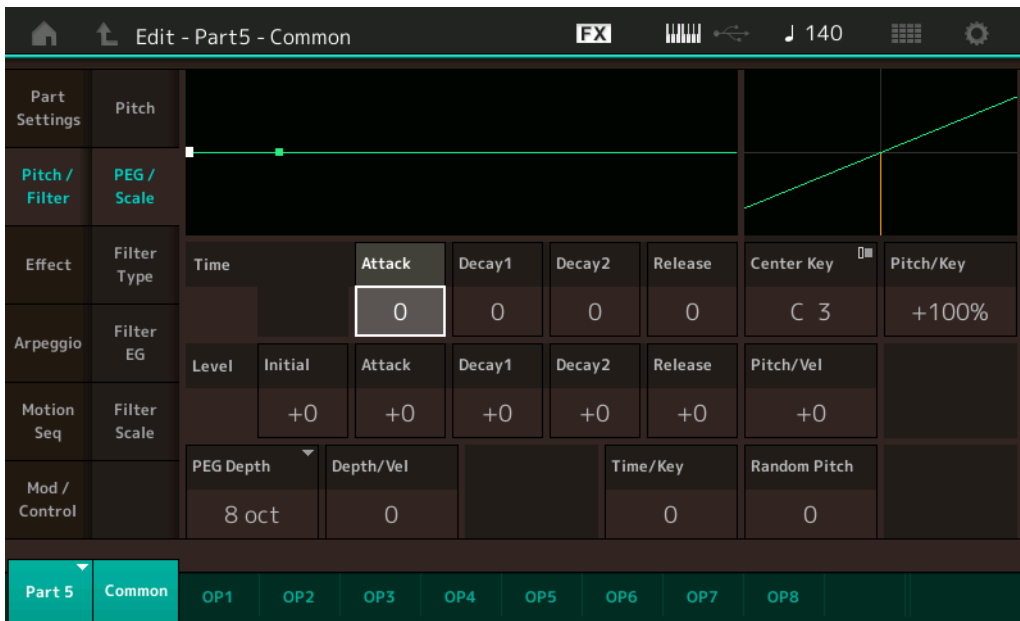 Edit - Part5 - Common
FX
♩ 140
Part
Settings
Pitch
Pitch /
Filter
PEG /
Scale
Effect
Filter
Type
Arpeggio
Filter
EG
Motion
Seq
Filter
Scale
Mod /
Control
Time
Attack
Decay1
Decay2
Release
Center Key
Pitch/Key
0
0
0
0
C 3
+100%
Level
Initial
Attack
Decay1
Decay2
Release
Pitch/Vel
+0
+0
+0
+0
+0
+0
PEG Depth
Depth/Vel
Time/Key
Random Pitch
8 oct
0
0
0
Part 5
Common
OP1
OP2
OP3
OP4
OP5
OP6
OP7
OP8